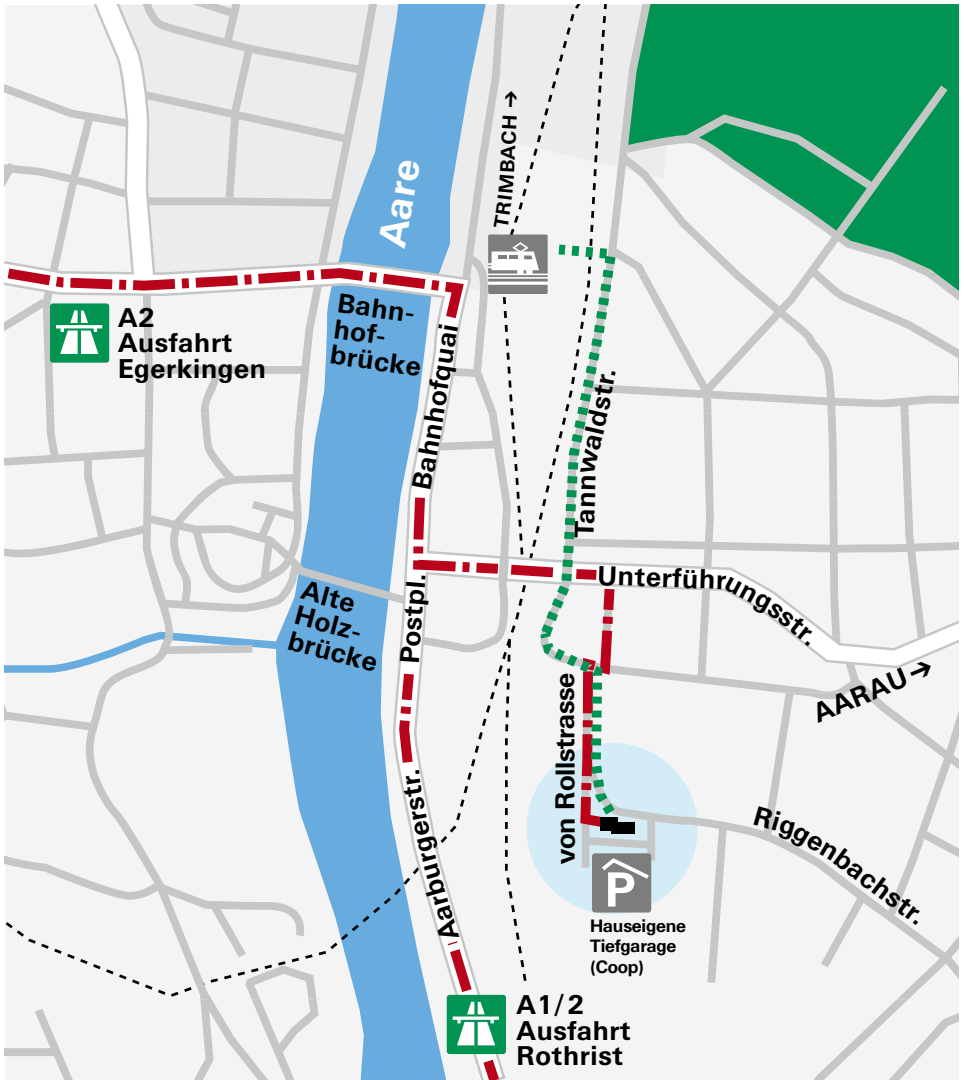 TRIMBACH →
Aare
A2
Ausfahrt
Egerkingen
Bahn-
hof-
brücke
Bahnhofquai
Tannwaldstr.
Unterführungsstr.
Alte
Holz-
brücke
Postpl.
AARAU →
von Rollstrasse
Aarburgerstr.
Riggenbachstr.
P
Hauseigene
Tiefgarage
(Coop)
A1/2
Ausfahrt
Rothrist